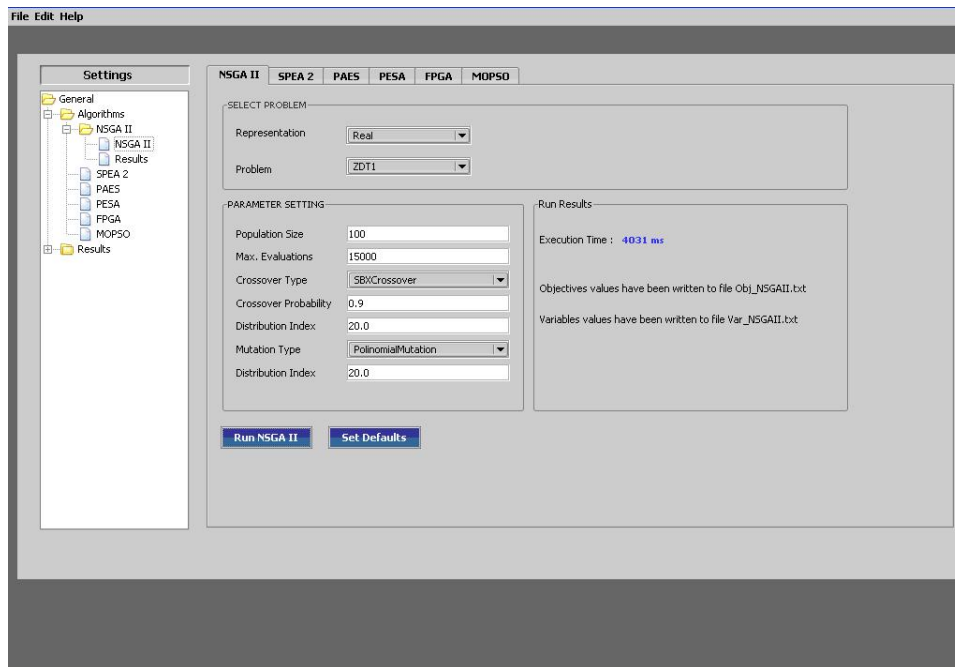 File Edit Help
Settings
General
Algorithms
NSGA II
NSGA II
Results
SPEA 2
PAES
PESA
FPGA
MOPSO
Results
NSGA II SPEA 2 PAES PESA FPGA MOPSO
SELECT PROBLEM
Representation Real
Problem ZDT1
PARAMETER SETTING
Population Size 100
Max. Evaluations 15000
Crossover Type SBXCrossover
Crossover Probability 0.9
Distribution Index 20.0
Mutation Type PolinomialMutation
Distribution Index 20.0
Run Results
Execution Time : 4031 ms
Objectives values have been written to file Obj_NSGAII.txt
Variables values have been written to file Var_NSGAII.txt
Run NSGA II Set Defaults